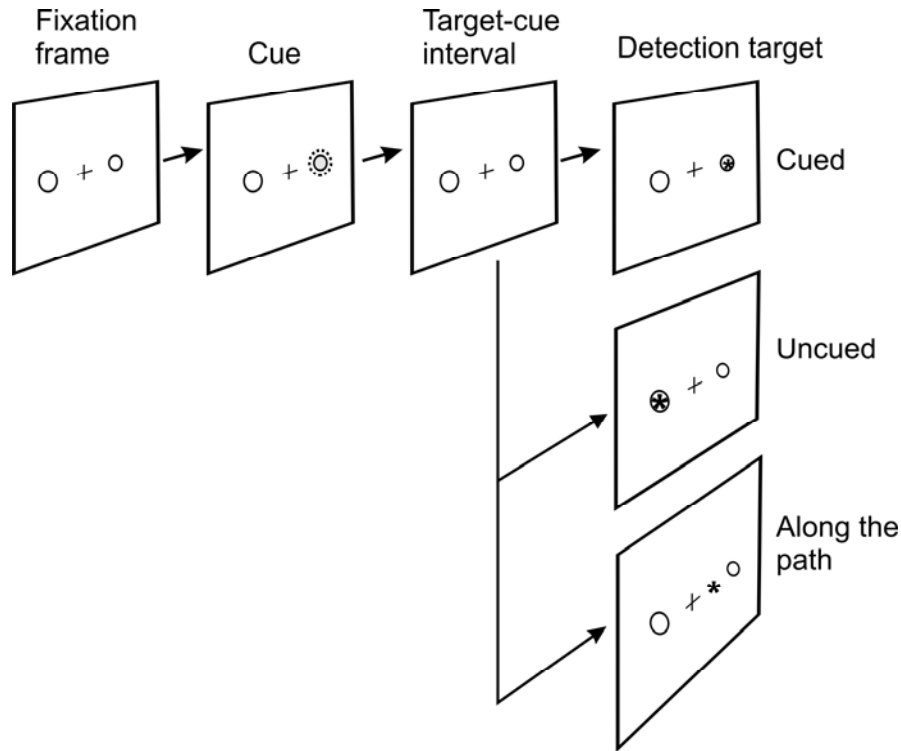 Fixation
frame
Cue
Target-cue
interval
Detection target
Cued
Uncued
Along the
path